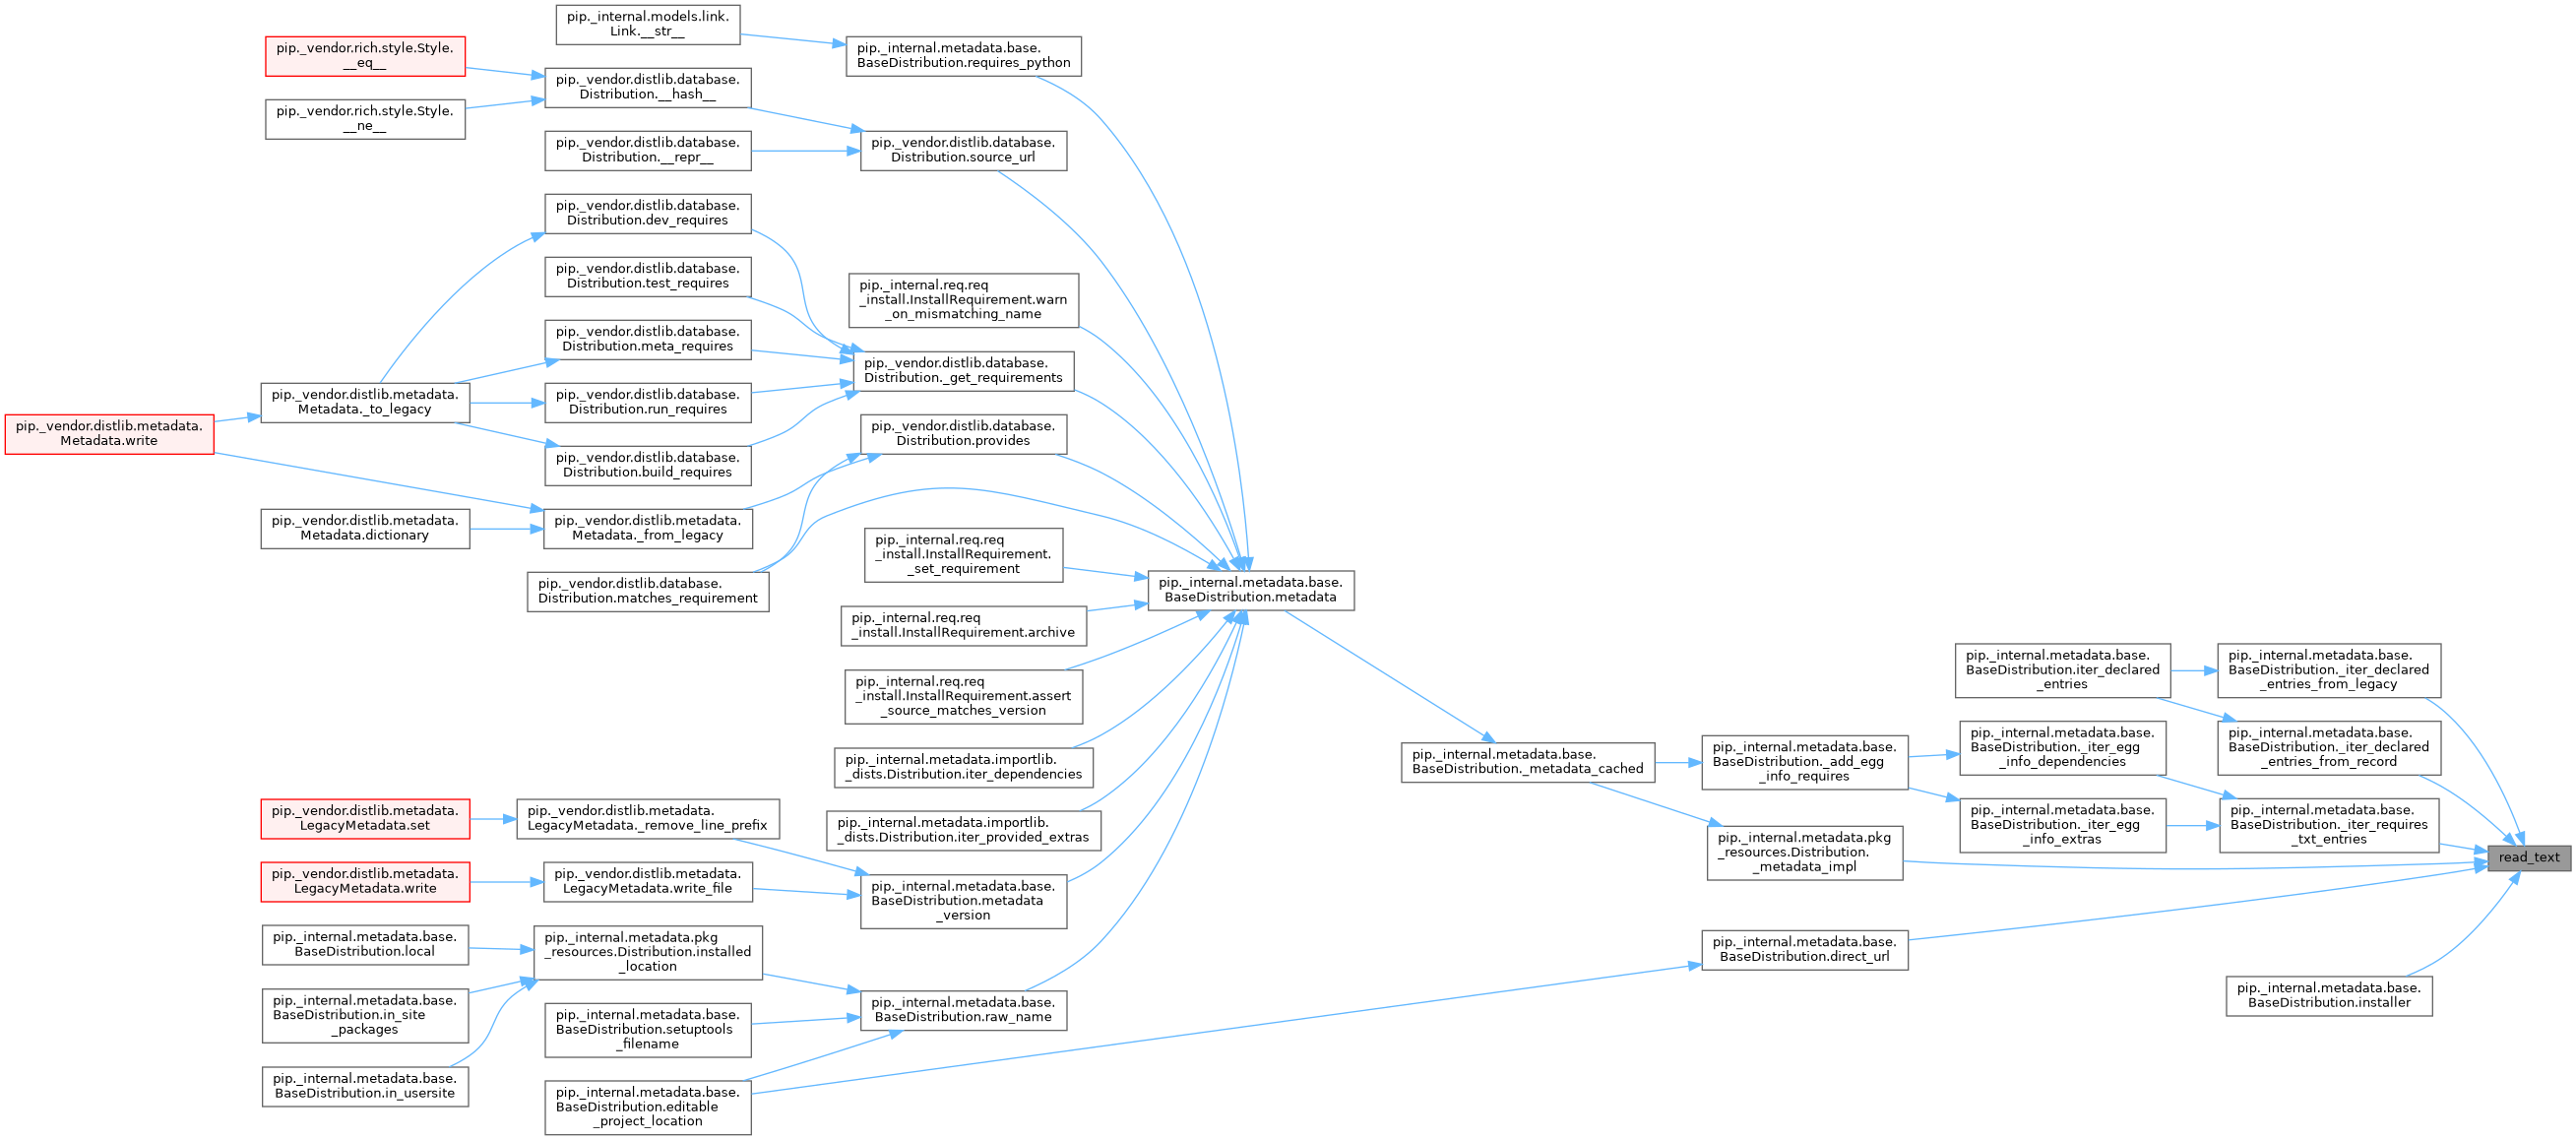 pip._internal.models.link.
Link.__str__
pip._vendor.rich.style.Style.
__eq__
pip._internal.metadata.base.
BaseDistribution.requires_python
pip._vendor.distlib.database.
Distribution.__hash__
pip._vendor.rich.style.Style.
__ne__
pip._vendor.distlib.database.
Distribution.__repr__
pip._vendor.distlib.database.
Distribution.source_url
pip._vendor.distlib.database.
Distribution.dev_requires
pip._vendor.distlib.database.
Distribution.test_requires
pip._internal.req.req
_install.InstallRequirement.warn
_on_mismatching_name
pip._vendor.distlib.database.
Distribution.meta_requires
pip._vendor.distlib.database.
Distribution._get_requirements
pip._vendor.distlib.metadata.
Metadata._to_legacy
pip._vendor.distlib.database.
Distribution.run_requires
pip._vendor.distlib.metadata.
Metadata.write
pip._vendor.distlib.database.
Distribution.provides
pip._vendor.distlib.database.
Distribution.build_requires
pip._vendor.distlib.metadata.
Metadata.dictionary
pip._vendor.distlib.metadata.
Metadata._from_legacy
pip._internal.req.req
_install.InstallRequirement.
_set_requirement
pip._vendor.distlib.database.
Distribution.matches_requirement
pip._internal.metadata.base.
BaseDistribution.metadata
pip._internal.req.req
_install.InstallRequirement.archive
pip._internal.req.req
_install.InstallRequirement.assert
_source_matches_version
pip._internal.metadata.base.
BaseDistribution.iter_declared
_entries
pip._internal.metadata.base.
BaseDistribution._iter_declared
_entries_from_legacy
pip._internal.metadata.importlib.
_dists.Distribution.iter_dependencies
pip._internal.metadata.base.
BaseDistribution._metadata_cached
pip._internal.metadata.base.
BaseDistribution._add_egg
_info_requires
pip._internal.metadata.base.
BaseDistribution._iter_egg
_info_dependencies
pip._internal.metadata.base.
BaseDistribution._iter_declared
_entries_from_record
pip._vendor.distlib.metadata.
LegacyMetadata.set
pip._vendor.distlib.metadata.
LegacyMetadata._remove_line_prefix
pip._internal.metadata.importlib.
_dists.Distribution.iter_provided_extras
pip._internal.metadata.pkg
_resources.Distribution.
_metadata_impl
pip._internal.metadata.base.
BaseDistribution._iter_egg
_info_extras
pip._internal.metadata.base.
BaseDistribution._iter_requires
_txt_entries
read_text
pip._vendor.distlib.metadata.
LegacyMetadata.write
pip._vendor.distlib.metadata.
LegacyMetadata.write_file
pip._internal.metadata.base.
BaseDistribution.metadata
_version
pip._internal.metadata.base.
BaseDistribution.local
pip._internal.metadata.pkg
_resources.Distribution.installed
_location
pip._internal.metadata.base.
BaseDistribution.direct_url
pip._internal.metadata.base.
BaseDistribution.installer
pip._internal.metadata.base.
BaseDistribution.in_site
_packages
pip._internal.metadata.base.
BaseDistribution.setuptools
_filename
pip._internal.metadata.base.
BaseDistribution.raw_name
pip._internal.metadata.base.
BaseDistribution.in_usersite
pip._internal.metadata.base.
BaseDistribution.editable
_project_location